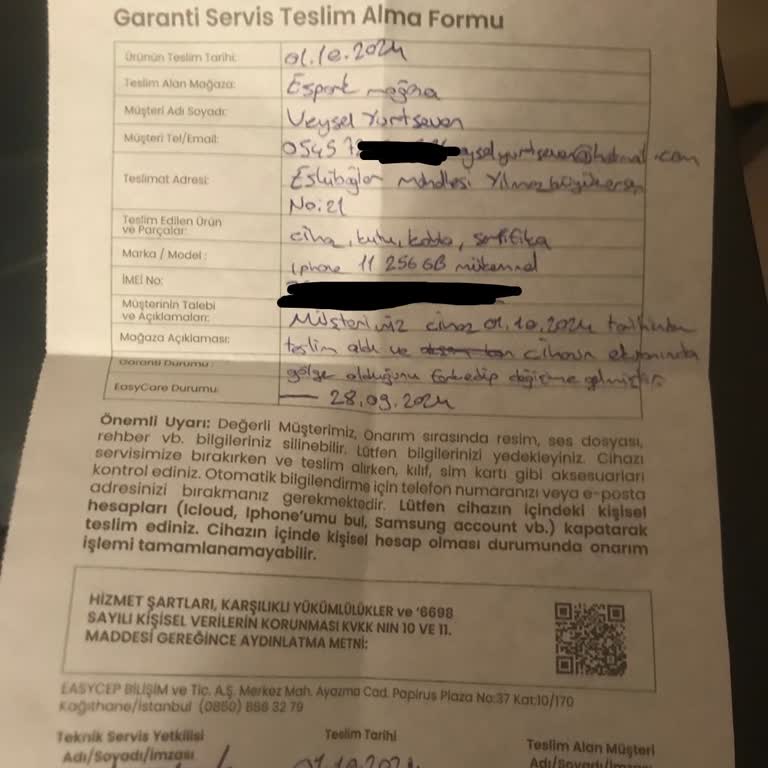 Garanti Servis Teslim Alma Formu
Ürünün Teslim Tarihi: 01.10.2024
Teslim Alan Mağaza: Espark mağaza
Müşteri Adı Soyadı: Veysel Yurtseven
Müşteri Tel/Email: 0545 7 eyselyurtseven@hotmail.com
Teslimat Adresi: mahallesi
No:21
Teslim Edilen Ürün
ve Parçalar: cihaz, kutu, kablo, sertifika
Marka / Model : Iphone 11 256 GB mükemmel
IMEI No:
Müşterinin Talebi
ve Açıklamaları: Müşterimiz cihazı 01.10.2024 tarihinde
Mağaza Açıklaması: teslim aldı ve cihazın ekranında
Garanti Durumu : gölge olduğunu farkedip değişime gelmiştir.
EasyCare Durumu: — 28.09.2024
Önemli Uyarı: Değerli Müşterimiz, Onarım sırasında resim, ses dosyası,
rehber vb. bilgileriniz silinebilir. Lütfen bilgilerinizi yedekleyiniz. Cihazı
servisimize bırakırken ve teslim alırken, kılıf, sim kartı gibi aksesuarları
kontrol ediniz. Otomatik bilgilendirme için telefon numaranızı veya e-posta
adresinizi bırakmanız gerekmektedir. Lütfen cihazın içindeki kişisel
hesapları (Icloud, Iphone'umu bul, Samsung account vb.) kapatarak
teslim ediniz. Cihazın içinde kişisel hesap olması durumunda onarım
işlemi tamamlanamayabilir.
HİZMET ŞARTLARI, KARŞILIKLI YÜKÜMLÜLÜKLER ve '6698
SAYILI KİŞİSEL VERİLERİN KORUNMASI KVKK NIN 10 VE 11.
MADDESİ GEREĞİNCE AYDINLATMA METNİ:
EASYCEP BİLİŞİM ve Tic. A.Ş. Merkez Mah. Ayazma Cad. Papirus Plaza No:37 Kat:10/170
Kağıthane/İstanbul (0850) 888 32 79
Teknik Servis Yetkilisi
Adı/Soyadı/İmzası
Teslim Tarihi
01.10.2024
Teslim Alan Müşteri
Adı/Soyadı/İmzası